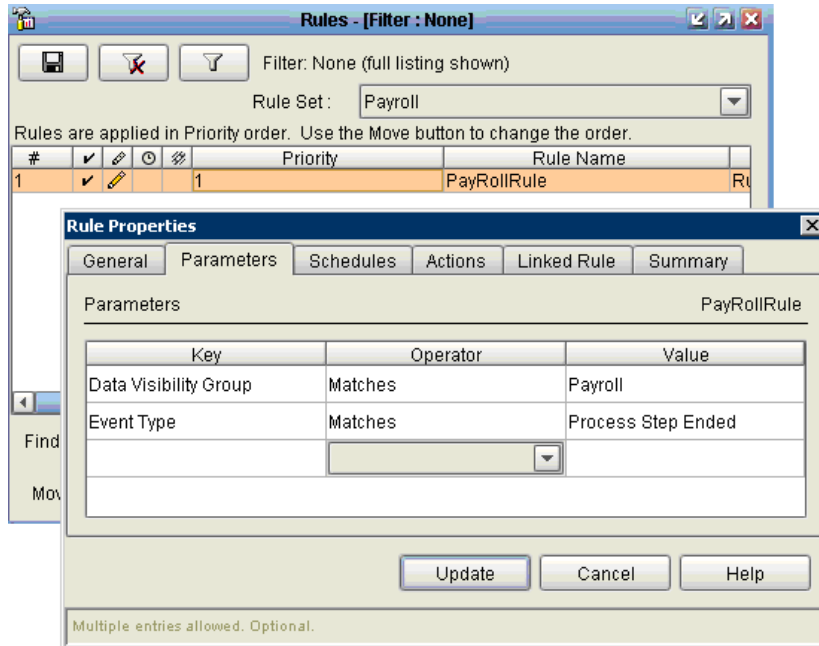 Rules - [Filter : None]
Filter: None (full listing shown)
Rule Set : Payroll
Rules are applied in Priority order. Use the Move button to change the order.
# Priority Rule Name
1 1 PayRollRule
Rule Properties
General Parameters Schedules Actions Linked Rule Summary
Parameters PayRollRule
Key Operator Value
Data Visibility Group Matches Payroll
Event Type Matches Process Step Ended
Find
Update Cancel Help
Multiple entries allowed. Optional.